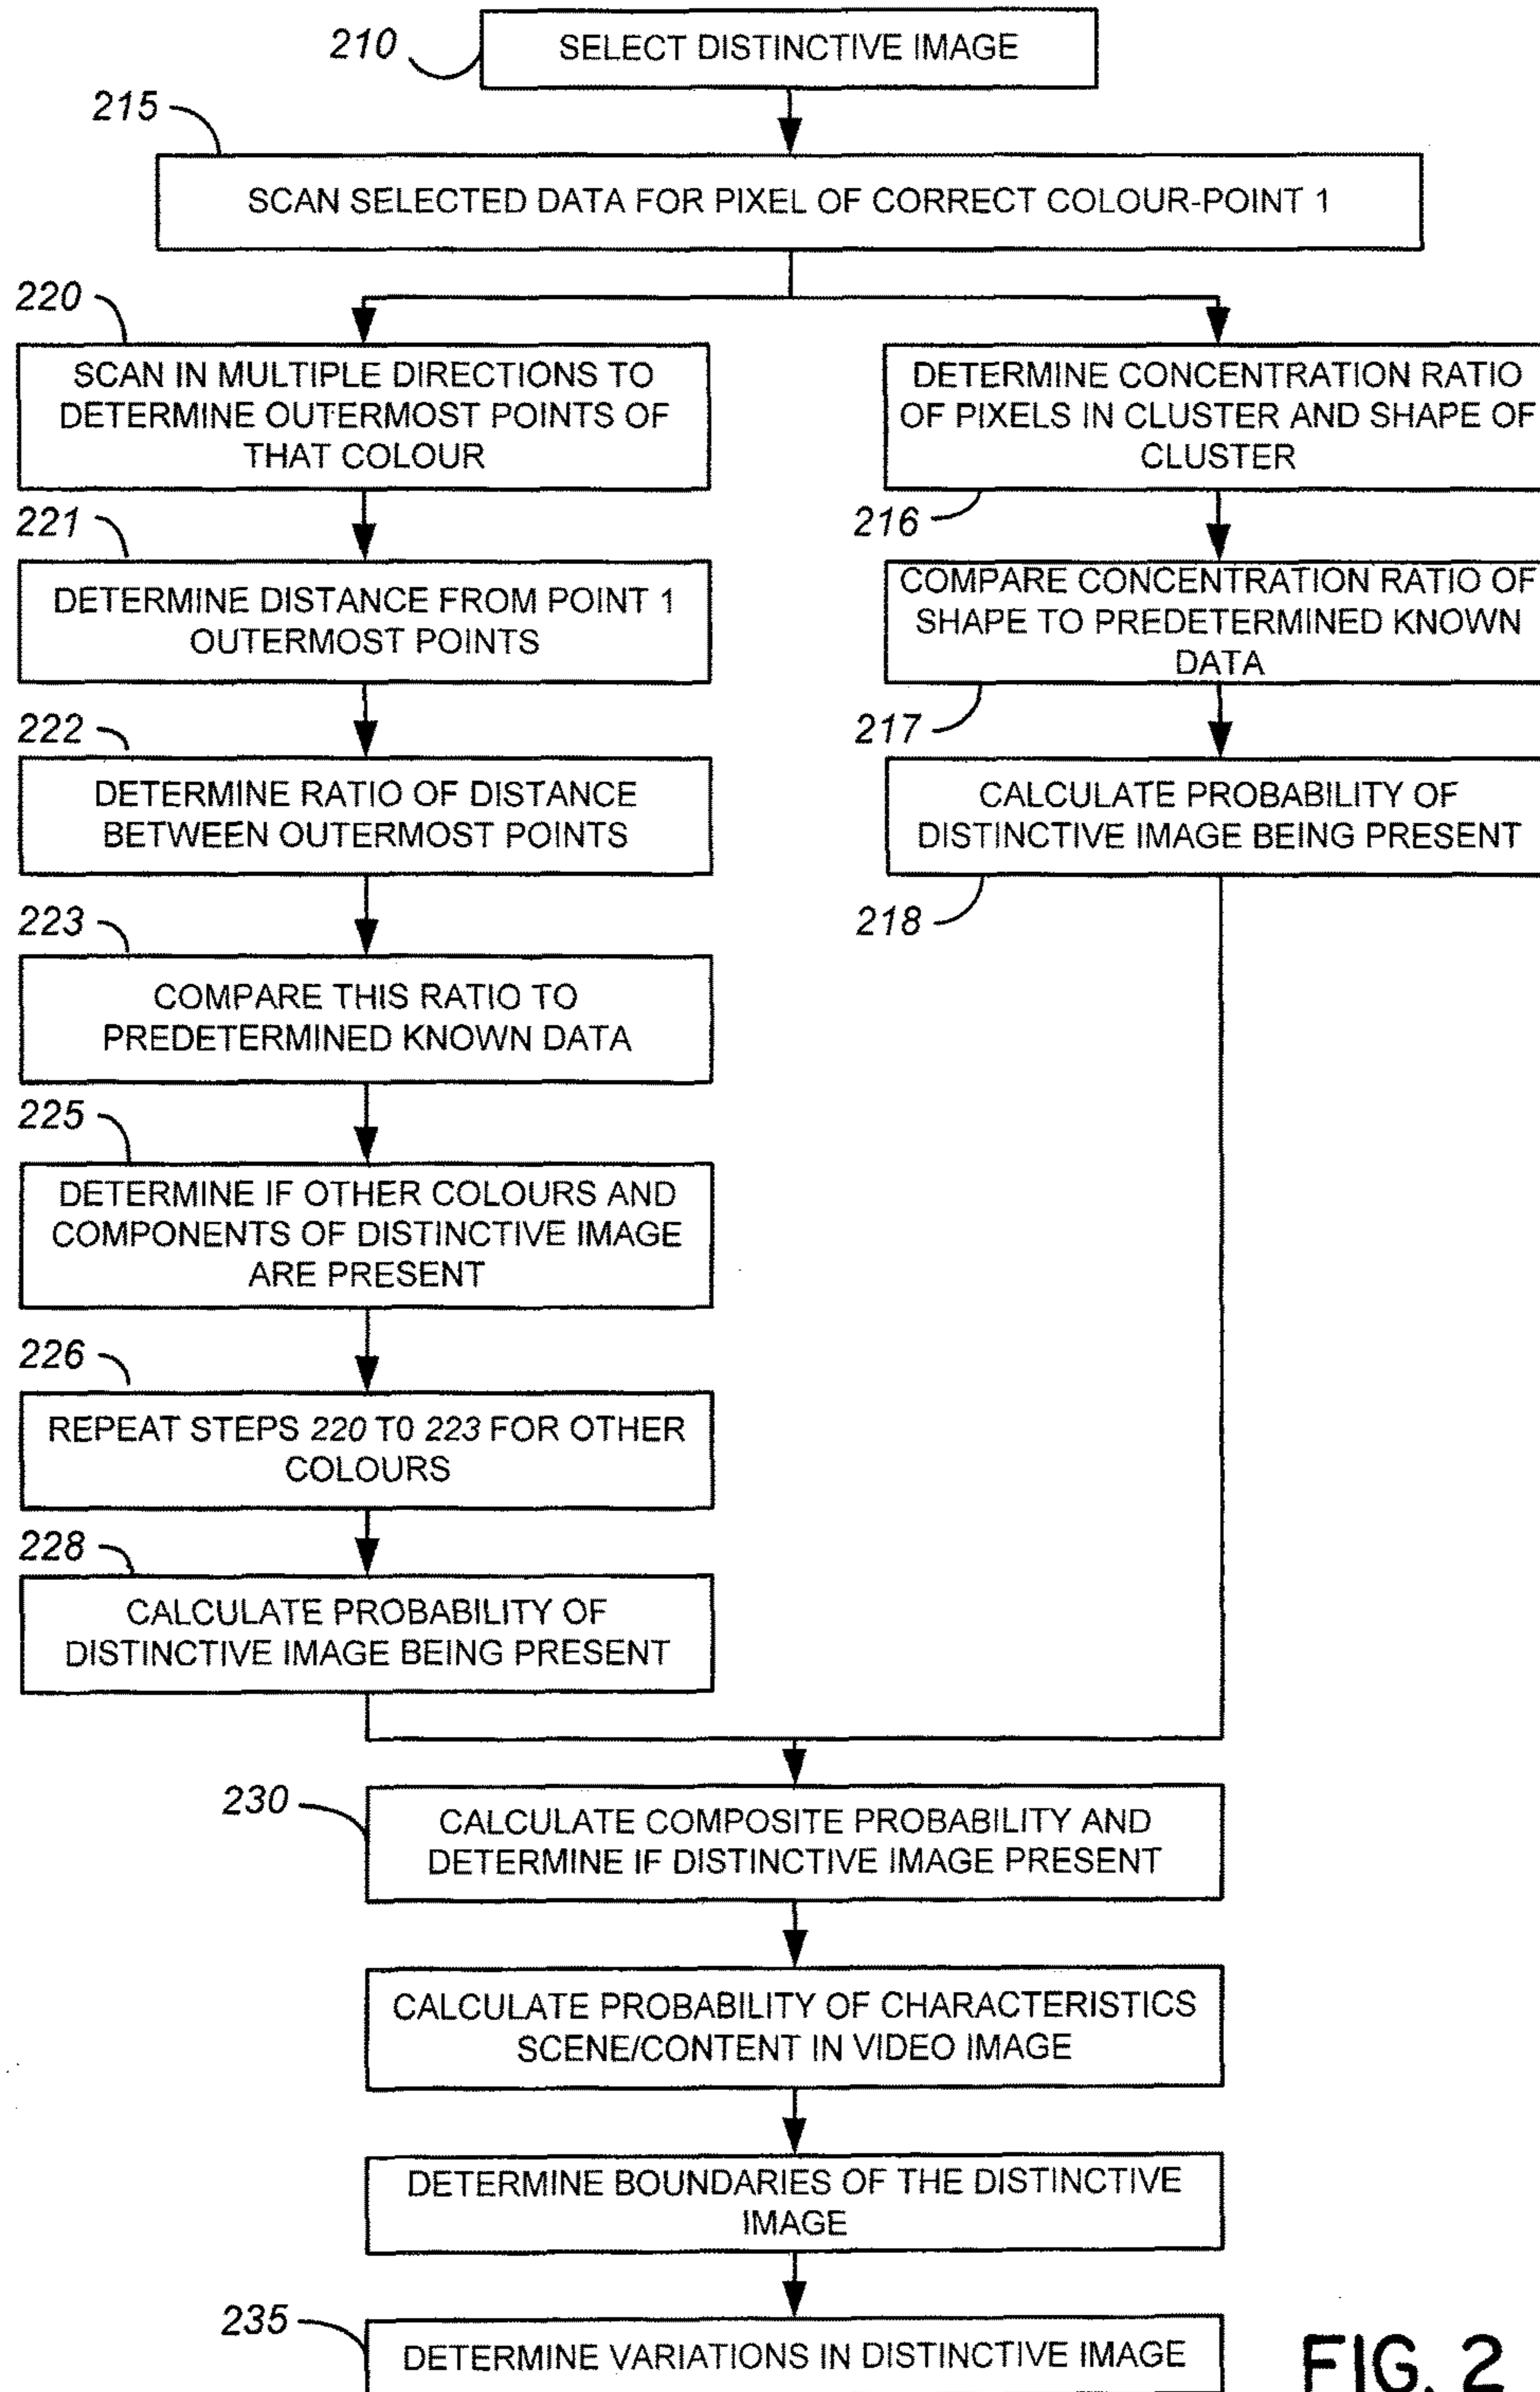 210
SELECT DISTINCTIVE IMAGE
215
SCAN SELECTED DATA FOR PIXEL OF CORRECT COLOUR-POINT 1
220
SCAN IN MULTIPLE DIRECTIONS TO
DETERMINE OUTERMOST POINTS OF
THAT COLOUR
DETERMINE CONCENTRATION RATIO
OF PIXELS IN CLUSTER AND SHAPE OF
CLUSTER
216
221
DETERMINE DISTANCE FROM POINT 1
OUTERMOST POINTS
COMPARE CONCENTRATION RATIO OF
SHAPE TO PREDETERMINED KNOWN
DATA
217
222
DETERMINE RATIO OF DISTANCE
BETWEEN OUTERMOST POINTS
CALCULATE PROBABILITY OF
DISTINCTIVE IMAGE BEING PRESENT
218
223
COMPARE THIS RATIO TO
PREDETERMINED KNOWN DATA
225
DETERMINE IF OTHER COLOURS AND
COMPONENTS OF DISTINCTIVE IMAGE
ARE PRESENT
226
REPEAT STEPS 220 TO 223 FOR OTHER
COLOURS
228
CALCULATE PROBABILITY OF
DISTINCTIVE IMAGE BEING PRESENT
230
CALCULATE COMPOSITE PROBABILITY AND
DETERMINE IF DISTINCTIVE IMAGE PRESENT
CALCULATE PROBABILITY OF CHARACTERISTICS
SCENE/CONTENT IN VIDEO IMAGE
DETERMINE BOUNDARIES OF THE DISTINCTIVE
IMAGE
235
DETERMINE VARIATIONS IN DISTINCTIVE IMAGE
FIG. 2